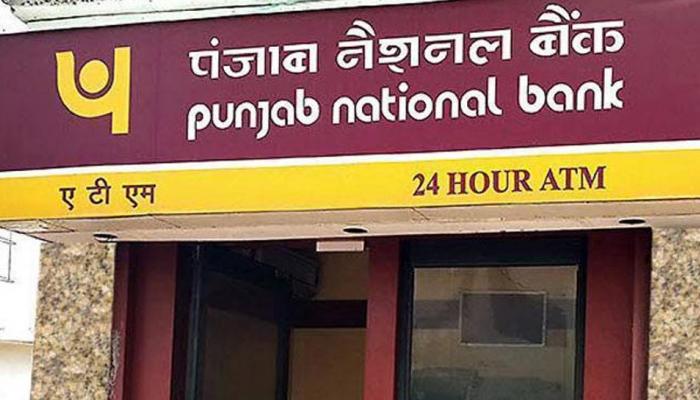 पंजाब नैशनल बैंक
punjab national bank
ए टी एम
24 HOUR ATM